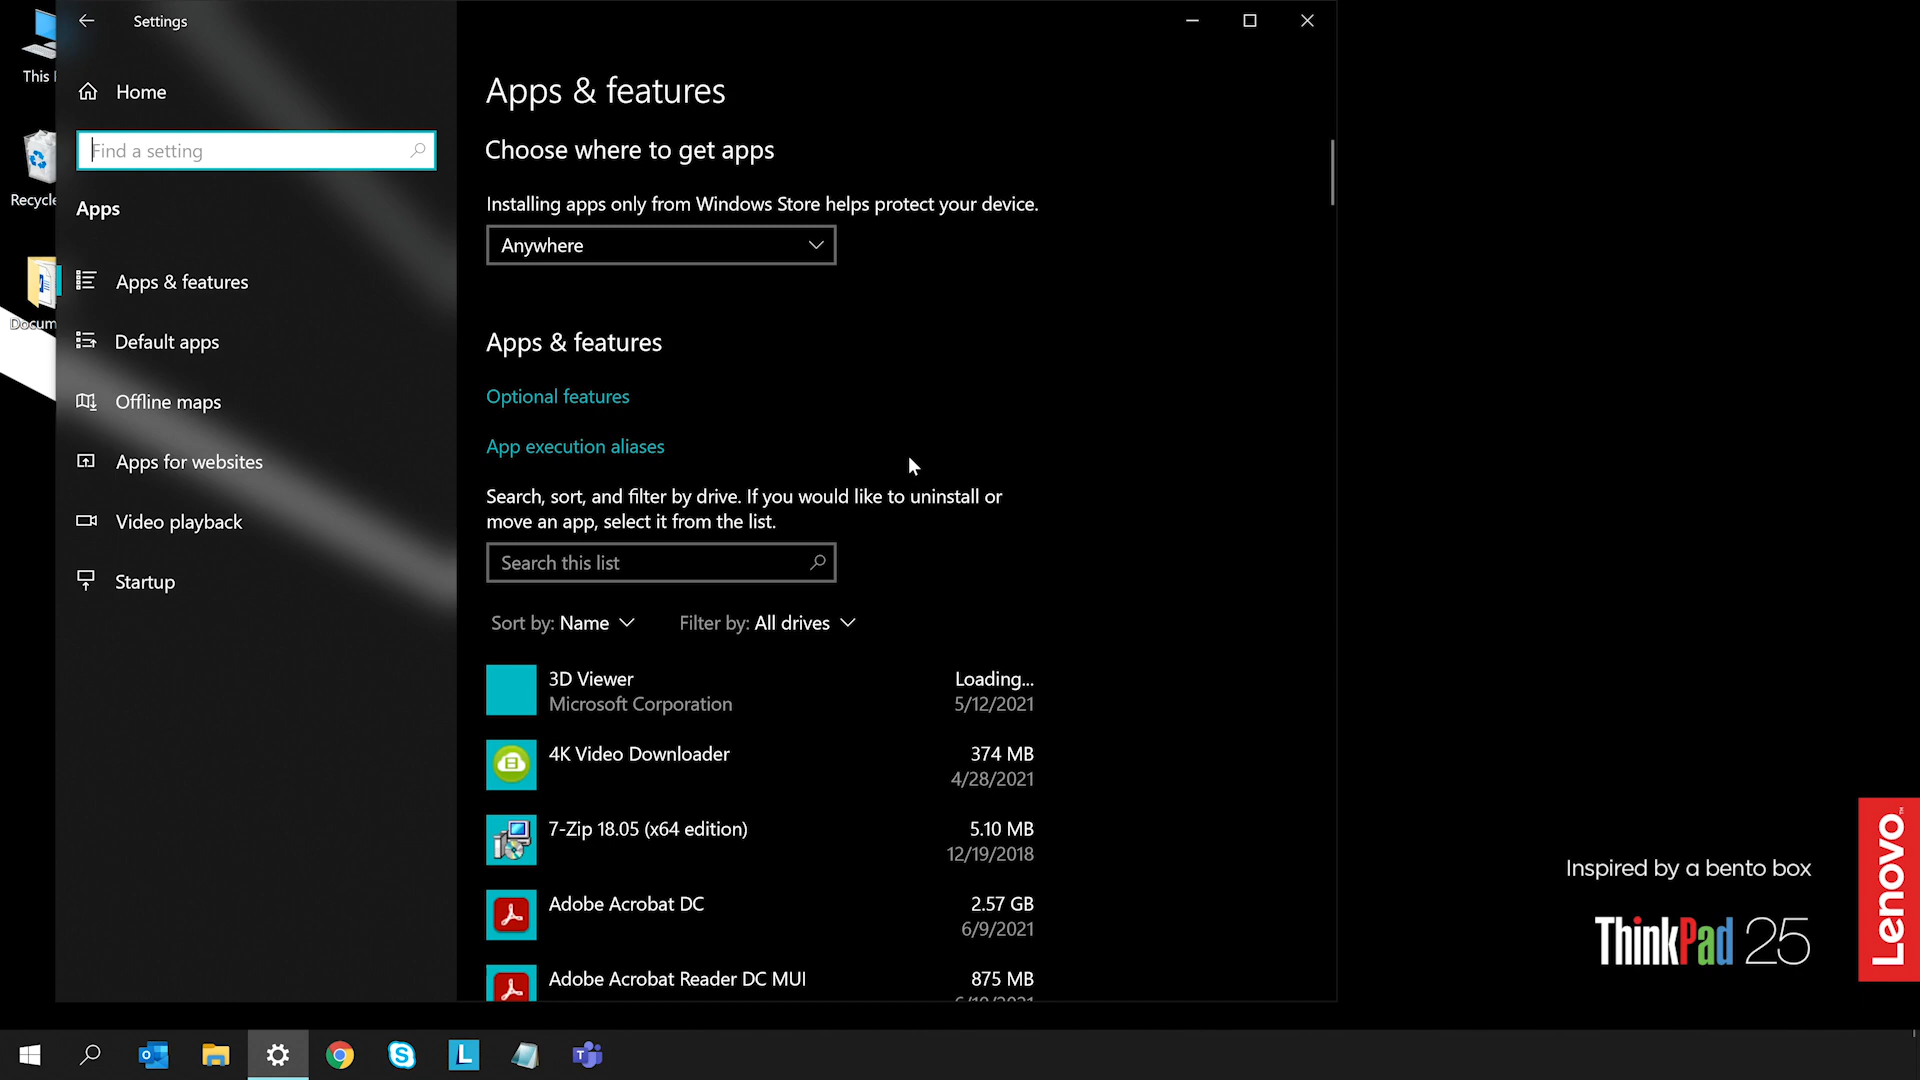 This
Recycle
Docum
Settings
Home
Find a setting
Apps
Apps & features
Default apps
Offline maps
Apps for websites
Video playback
Startup
Apps & features
Choose where to get apps
Installing apps only from Windows Store helps protect your device.
Anywhere
Apps & features
Optional features
App execution aliases
Search, sort, and filter by drive. If you would like to uninstall or
move an app, select it from the list.
Search this list
Sort by: Name Filter by: All drives
3D Viewer Loading...
Microsoft Corporation 5/12/2021
4K Video Downloader 374 MB
4/28/2021
7-Zip 18.05 (x64 edition) 5.10 MB
12/19/2018
Adobe Acrobat DC 2.57 GB
6/9/2021
Adobe Acrobat Reader DC MUI 875 MB
Inspired by a bento box
ThinkPad 25
Lenovo™